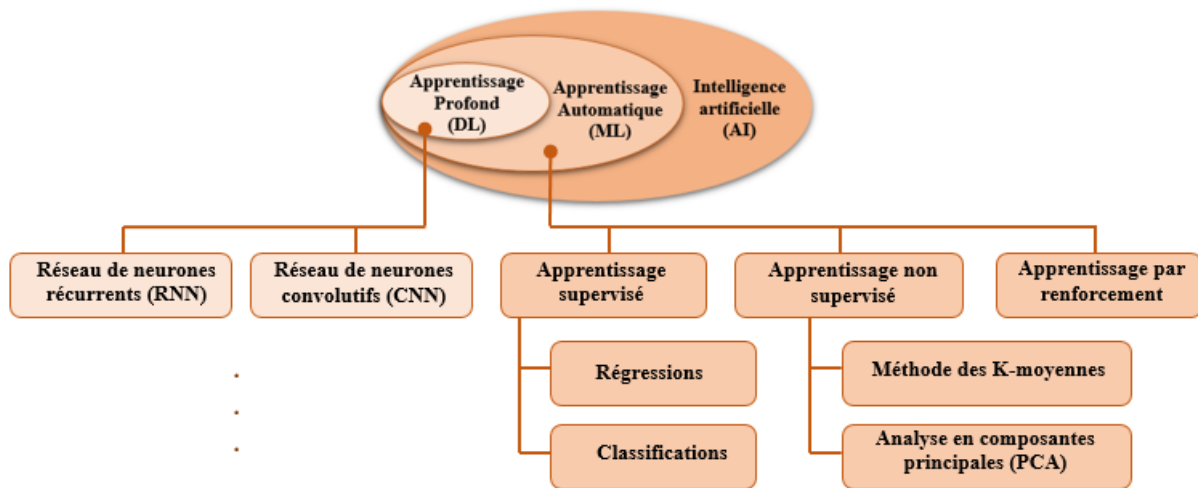 Apprentissage
Profond
(DL)
Apprentissage
Automatique
(ML)
Intelligence
artificielle
(AI)
Réseau de neurones
récurrents (RNN)
Réseau de neurones
convolutifs (CNN)
Apprentissage
supervisé
Apprentissage non
supervisé
Apprentissage par
renforcement
.
.
.
Régressions
Classifications
Méthode des K-moyennes
Analyse en composantes
principales (PCA)